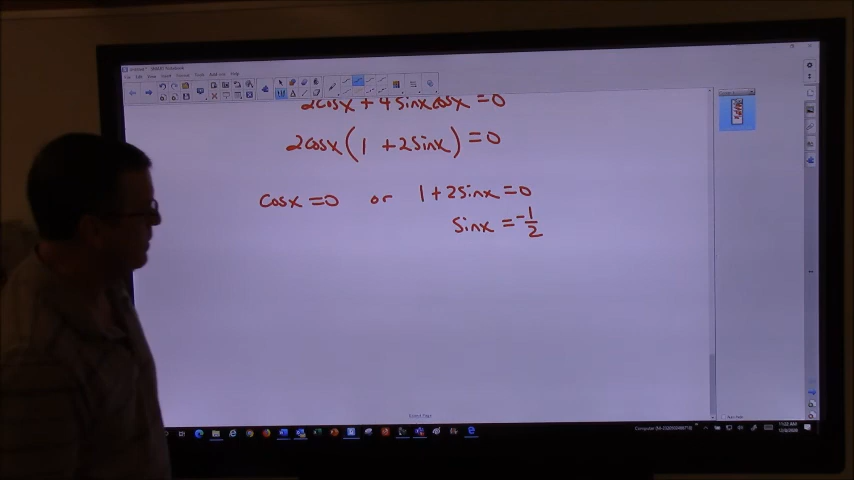 2cosx + 4sinxcosx = 0
2cosx(1 + 2sinx) = 0
cosx = 0 or 1 + 2sinx = 0
sinx = -1/2